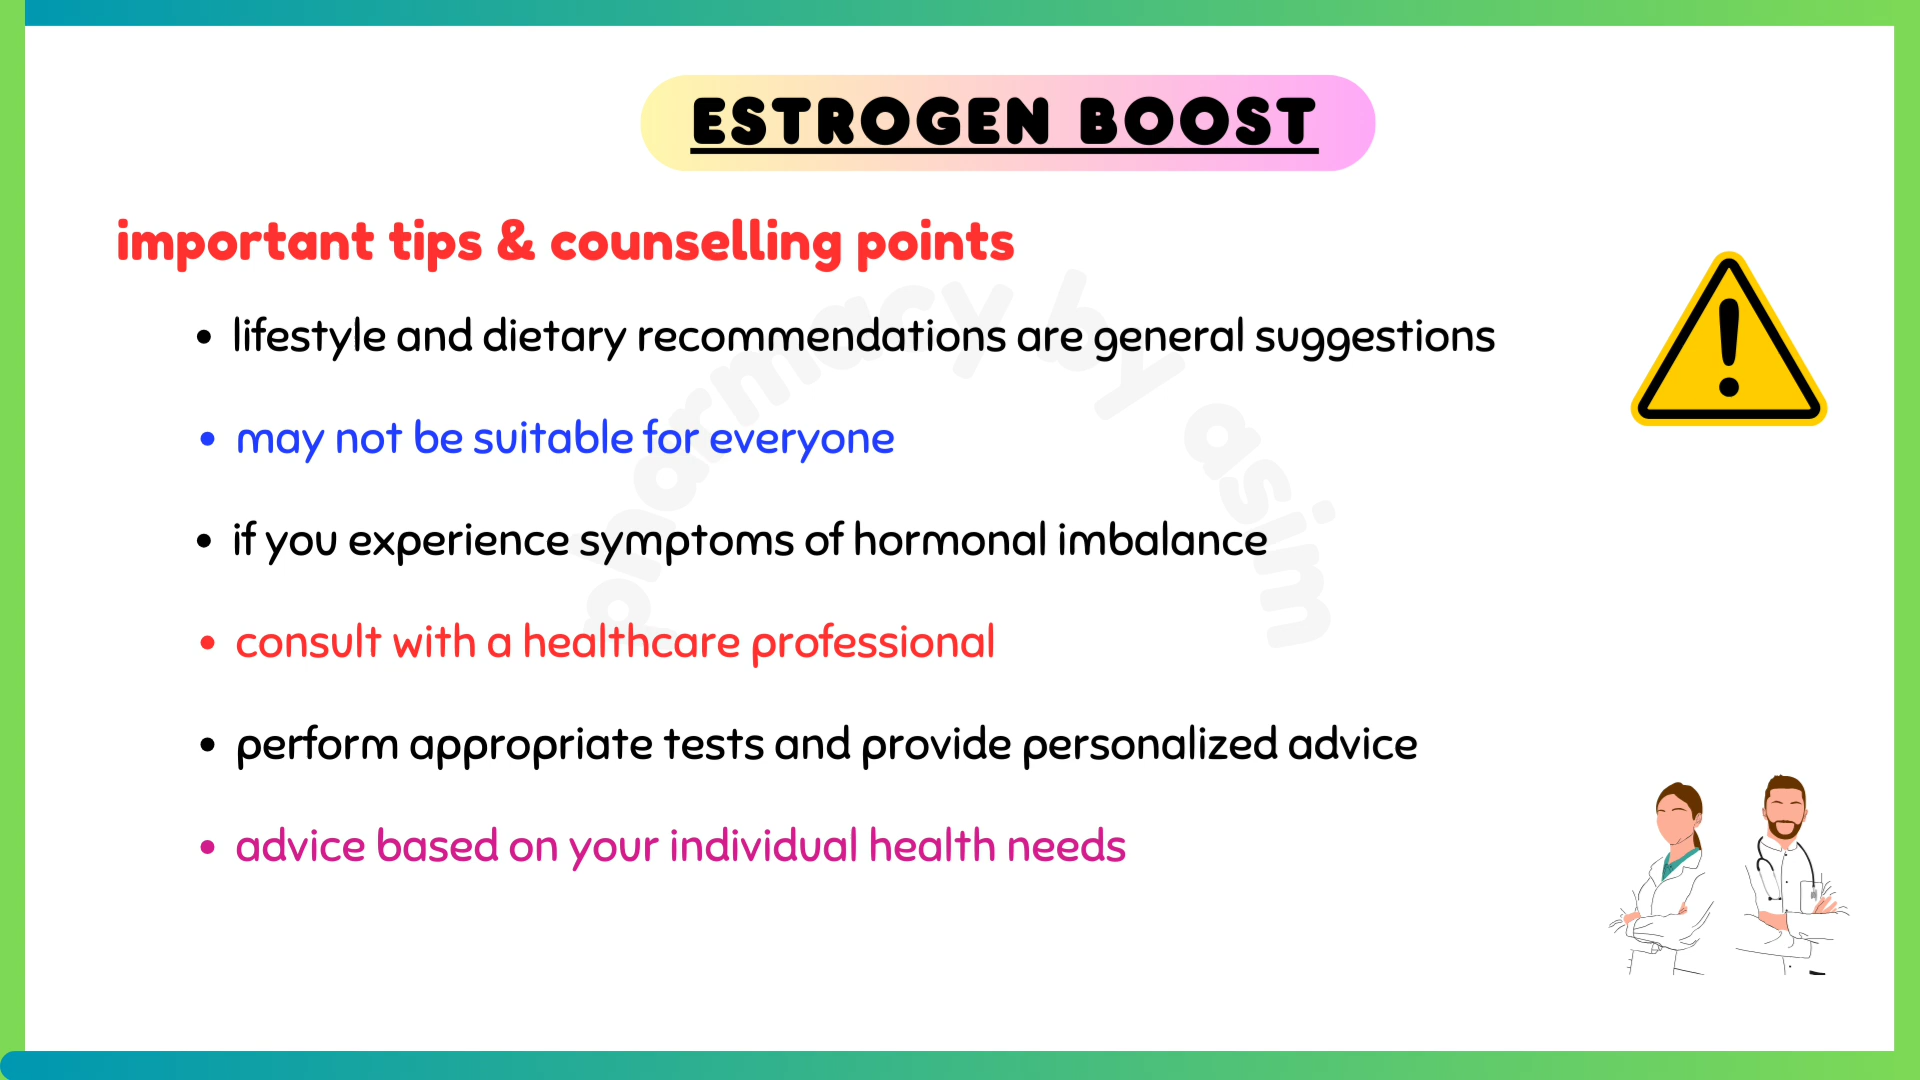 ESTROGEN BOOST
important tips & counselling points
• lifestyle and dietary recommendations are general suggestions
• may not be suitable for everyone
• if you experience symptoms of hormonal imbalance
• consult with a healthcare professional
• perform appropriate tests and provide personalized advice
• advice based on your individual health needs
pharmacy by asim